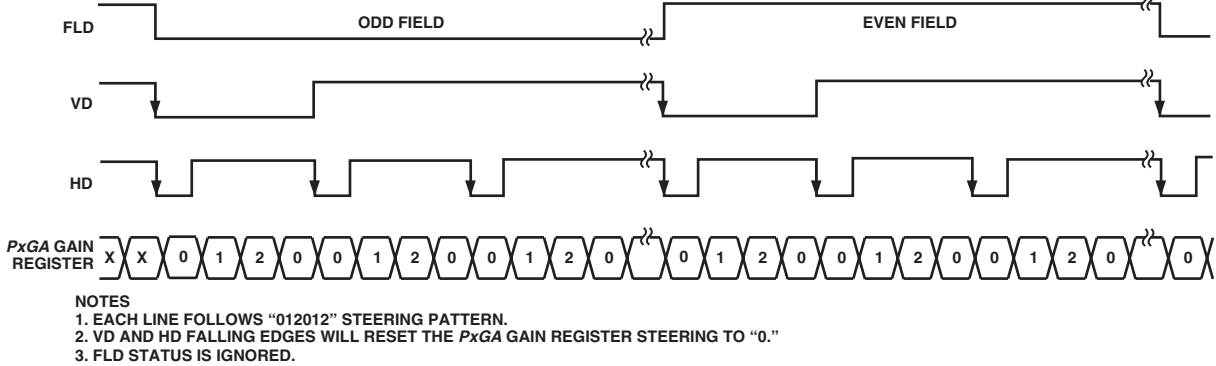 FLD
ODD FIELD
EVEN FIELD
VD
HD
PxGA GAIN
REGISTER
X X 0 1 2 0 0 1 2 0 0 1 2 0 0 1 2 0 0 1 2 0 0 1 2 0 0
NOTES
1. EACH LINE FOLLOWS “012012” STEERING PATTERN.
2. VD AND HD FALLING EDGES WILL RESET THE PxGA GAIN REGISTER STEERING TO “0.”
3. FLD STATUS IS IGNORED.